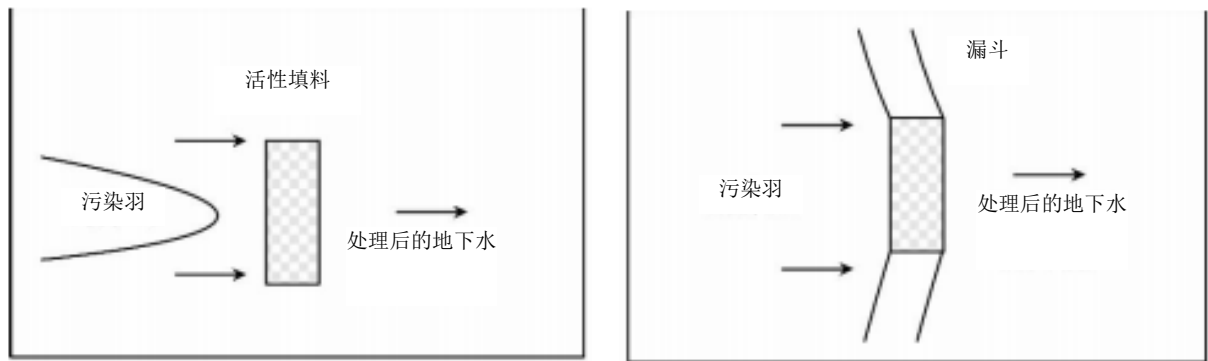 活性填料
污染羽
处理后的地下水
漏斗
污染羽
处理后的地下水